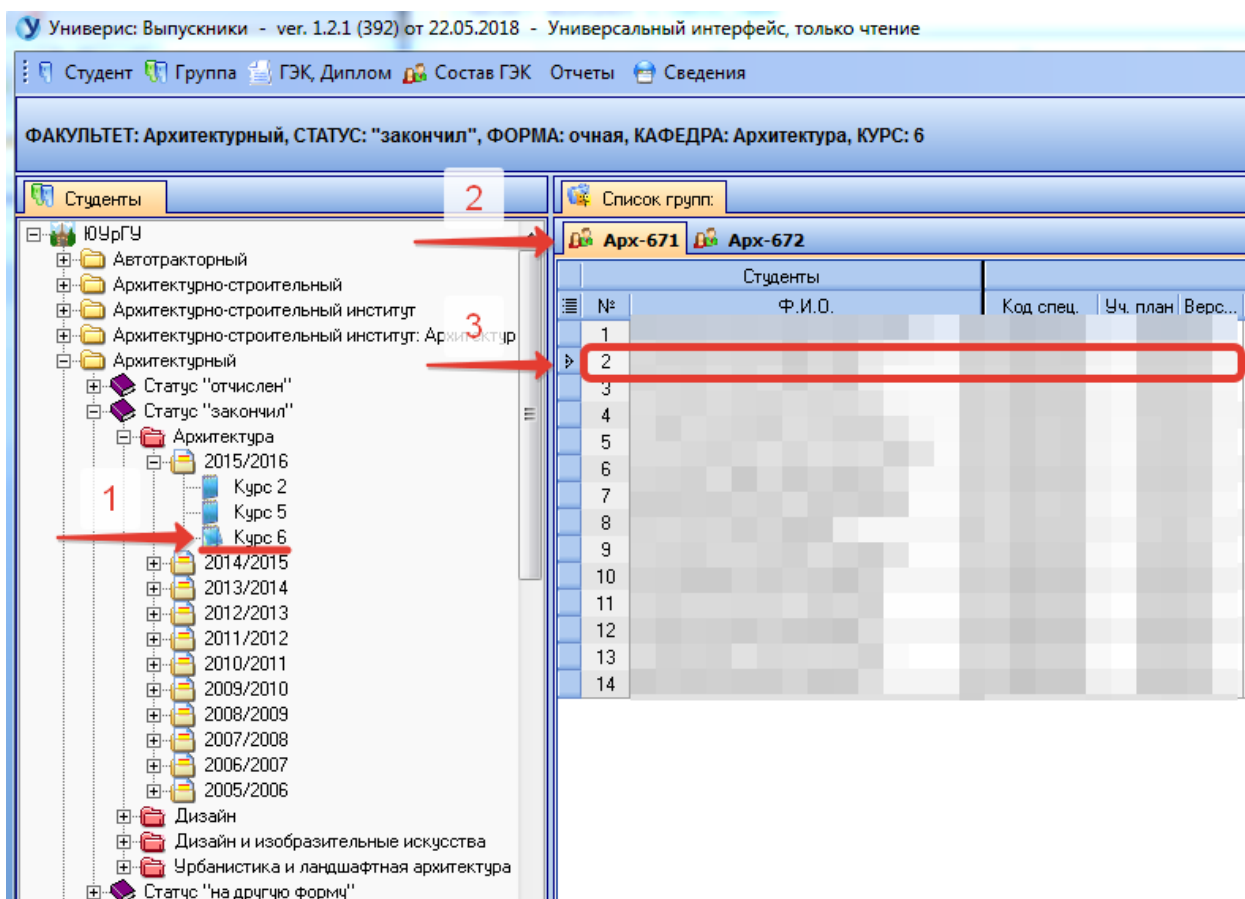 Универис: Выпускники - ver. 1.2.1 (392) от 22.05.2018 - Универсальный интерфейс, только чтение
Студент Группа ГЭК, Диплом Состав ГЭК Отчеты Сведения
ФАКУЛЬТЕТ: Архитектурный, СТАТУС: "закончил", ФОРМА: очная, КАФЕДРА: Архитектура, КУРС: 6
Студенты
2
ЮУрГУ
Автотракторный
Архитектурно-строительный
Архитектурно-строительный институт
Архитектурно-строительный институт: Архитектур
3
Архитектурный
Статус "отчислен"
Статус "закончил"
Архитектура
2015/2016
Курс 2
1
Курс 5
Курс 6
2014/2015
2013/2014
2012/2013
2011/2012
2010/2011
2009/2010
2008/2009
2007/2008
2006/2007
2005/2006
Дизайн
Дизайн и изобразительные искусства
Урбанистика и ландшафтная архитектура
Статус "на другую форму"
Список групп:
Арх-671 Арх-672
Студенты
№ Ф.И.О. Код спец. Уч. план Верс...
1
2
3
4
5
6
7
8
9
10
11
12
13
14